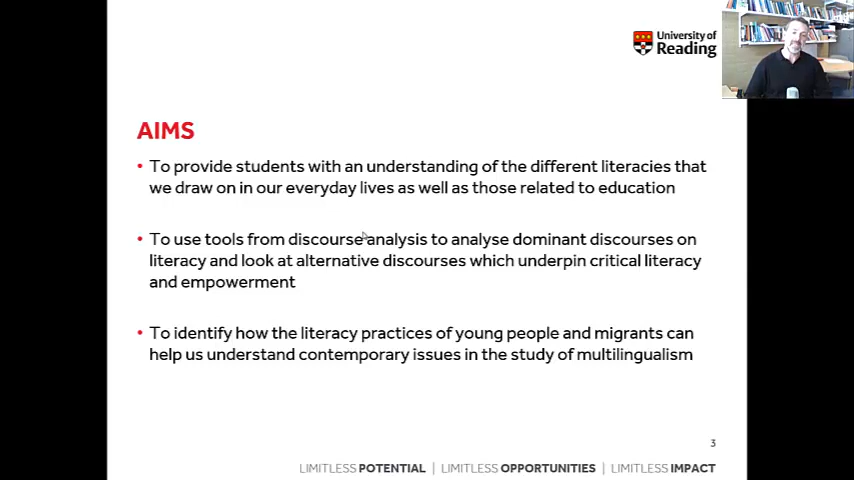 University of
Reading
AIMS
• To provide students with an understanding of the different literacies that
we draw on in our everyday lives as well as those related to education
• To use tools from discourse analysis to analyse dominant discourses on
literacy and look at alternative discourses which underpin critical literacy
and empowerment
• To identify how the literacy practices of young people and migrants can
help us understand contemporary issues in the study of multilingualism
3
LIMITLESS POTENTIAL | LIMITLESS OPPORTUNITIES | LIMITLESS IMPACT